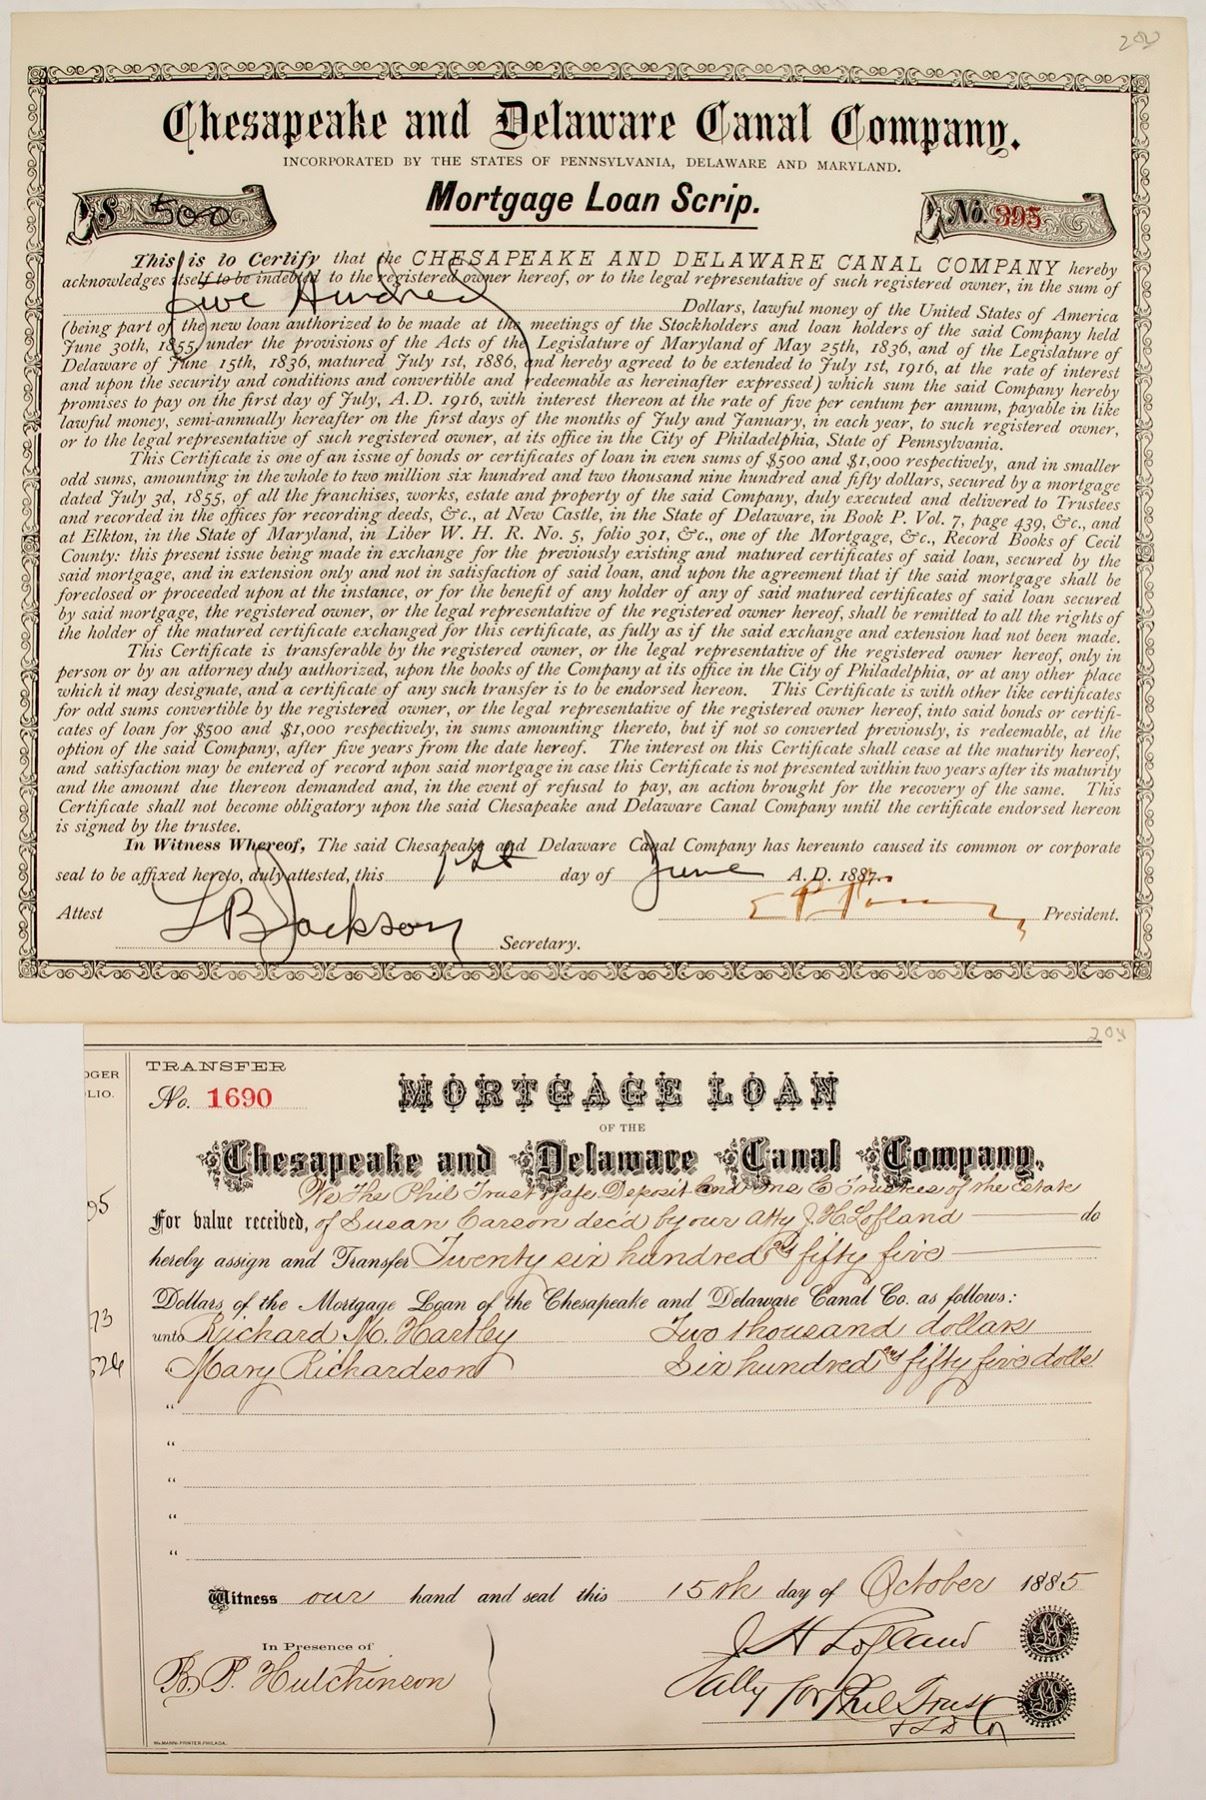 Chesapeake and Delaware Canal Company.
INCORPORATED BY THE STATES OF PENNSYLVANIA, DELAWARE AND MARYLAND.
$ 500
Mortgage Loan Scrip.
No. 395
This is to Certify that the CHESAPEAKE AND DELAWARE CANAL COMPANY hereby
acknowledges itself to be indebted to the registered owner hereof, or to the legal representative of such registered owner, in the sum of
Five Hundred Dollars, lawful money of the United States of America
(being part of the new loan authorized to be made at the meetings of the Stockholders and loan holders of the said Company held
June 30th, 1855, under the provisions of the Acts of the Legislature of Maryland of May 25th, 1836, and of the Legislature of
Delaware of June 15th, 1836, matured July 1st, 1886, and hereby agreed to be extended to July 1st, 1916, at the rate of interest
and upon the security and conditions and convertible and redeemable as hereinafter expressed) which sum the said Company hereby
promises to pay on the first day of July, A.D. 1916, with interest thereon at the rate of five per centum per annum, payable in like
lawful money, semi-annually hereafter on the first days of the months of July and January, in each year, to such registered owner,
or to the legal representative of such registered owner, at its office in the City of Philadelphia, State of Pennsylvania.
This Certificate is one of an issue of bonds or certificates of loan in even sums of $500 and $1,000 respectively, and in smaller
odd sums, amounting in the whole to two million six hundred and two thousand nine hundred and fifty dollars, secured by a mortgage
dated July 3d, 1855, of all the franchises, works, estate and property of the said Company, duly executed and delivered to Trustees
and recorded in the offices for recording deeds, &c., at New Castle, in the State of Delaware, in Book P. Vol. 7, page 439, &c., and
at Elkton, in the State of Maryland, in Liber W. H. R. No. 5, folio 301, &c., one of the Mortgage, &c., Record Books of Cecil
County: this present issue being made in exchange for the previously existing and matured certificates of said loan, secured by the
said mortgage, and in extension only and not in satisfaction of said loan, and upon the agreement that if the said mortgage shall be
foreclosed or proceeded upon at the instance, or for the benefit of any holder of any of said matured certificates of said loan secured
by said mortgage, the registered owner, or the legal representative of the registered owner hereof, shall be remitted to all the rights of
the holder of the matured certificate exchanged for this certificate, as fully as if the said exchange and extension had not been made.
This Certificate is transferable by the registered owner, or the legal representative of the registered owner hereof, only in
person or by an attorney duly authorized, upon the books of the Company at its office in the City of Philadelphia, or at any other place
which it may designate, and a certificate of any such transfer is to be endorsed hereon. This Certificate is with other like certificates
for odd sums convertible by the registered owner, or the legal representative of the registered owner hereof, into said bonds or certifi-
cates of loan for $500 and $1,000 respectively, in sums amounting thereto, but if not so converted previously, is redeemable, at the
option of the said Company, after five years from the date hereof. The interest on this Certificate shall cease at the maturity hereof,
and satisfaction may be entered of record upon said mortgage in case this Certificate is not presented within two years after its maturity
and the amount due thereon demanded and, in the event of refusal to pay, an action brought for the recovery of the same. This
Certificate shall not become obligatory upon the said Chesapeake and Delaware Canal Company until the certificate endorsed hereon
is signed by the trustee.
In Witness Whereof, The said Chesapeake and Delaware Canal Company has hereunto caused its common or corporate
seal to be affixed hereto, duly attested, this 1st day of June A.D. 1887.
Attest L B Jackson Secretary.
President.
TRANSFER
No. 1690
DGER
LIO.
MORTGAGE LOAN
OF THE
Chesapeake and Delaware Canal Company.
We The Phil Trust Safe Deposit and Ins Co Trustees of the estate
95
For value received, of Susan Carson dec'd by our Atty J. H Lofland do
hereby assign and Transfer Twenty six hundred and fifty five
Dollars of the Mortgage Loan of the Chesapeake and Delaware Canal Co. as follows:
73
unto Richard M. Hartley Two thousand dollars
526
Mary Richardson Six hundred and fifty five dolls
"
"
"
"
"
Witness our hand and seal this 15th day of October 1885
In Presence of
B. P. Hutchinson
J H Lofland
Atty for Phil Trust
S D Co
Wm. MANN-PRINTER, PHILADA.